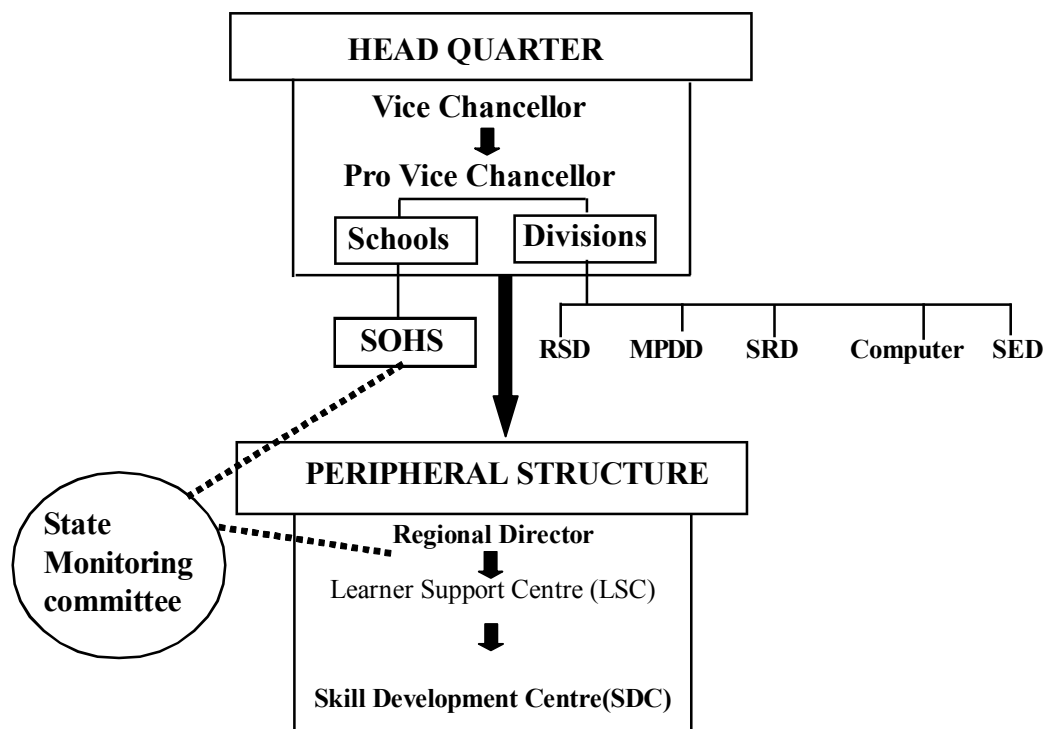 HEAD QUARTER
Vice Chancellor
Pro Vice Chancellor
Schools
Divisions
SOHS
RSD
MPDD
SRD
Computer
SED
PERIPHERAL STRUCTURE
State
Monitoring
committee
Regional Director
Learner Support Centre (LSC)
Skill Development Centre(SDC)